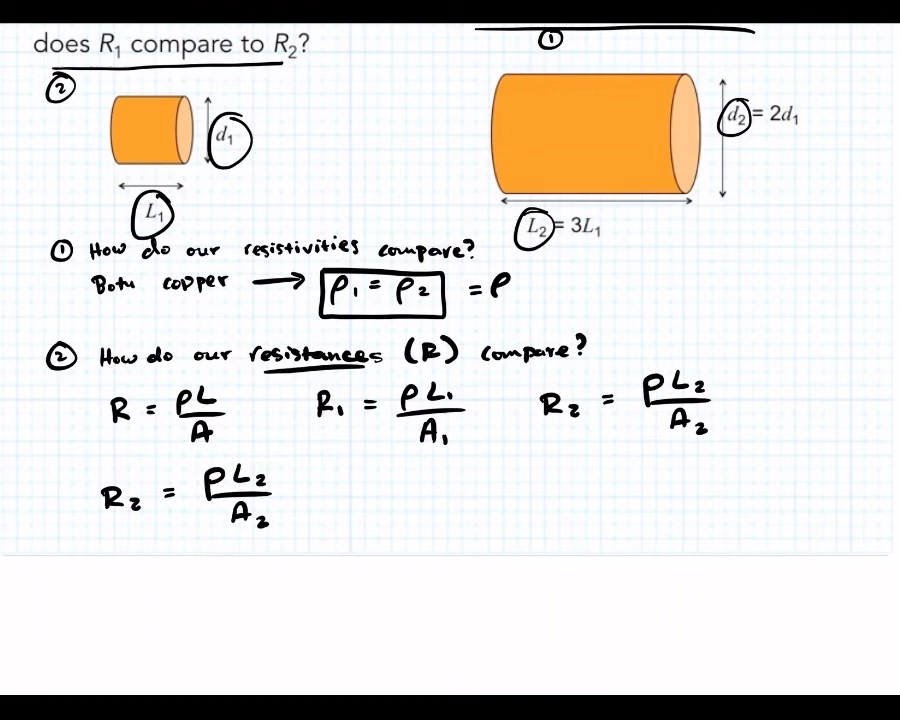 does R₁ compare to R₂?
①
②
d₁
d₂ = 2d₁
L₁
L₂ = 3L₁
① How do our resistivities compare?
Both copper → ρ₁ = ρ₂ = ρ
② How do our resistances (R) compare?
R = ρL/A R₁ = ρL₁/A₁ R₂ = ρL₂/A₂
R₂ = ρL₂/A₂